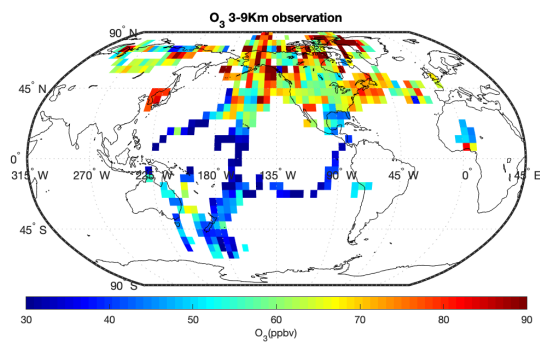 O3 3-9Km observation
90° N
45° N
0°
315° W 270° W 225° W 180° W 135° W 90° W 45° W 0° 45° E
45° S
90° S
30 40 50 60 70 80 90
O3(ppbv)